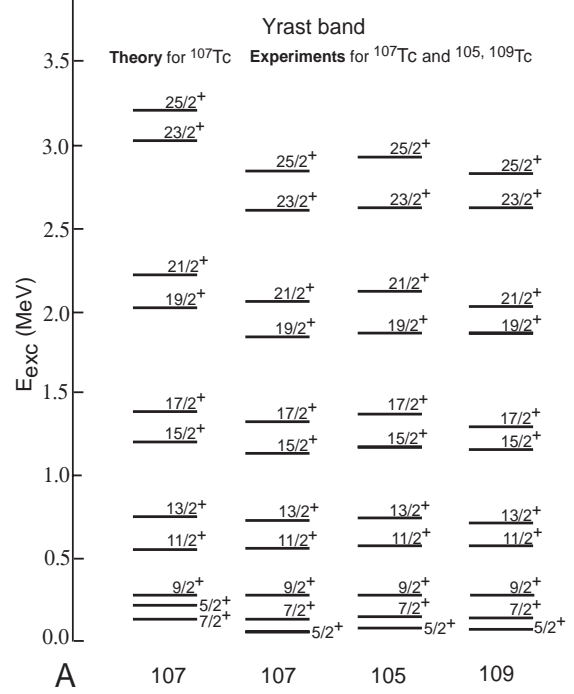 Yrast band
Theory for ¹⁰⁷Tc Experiments for ¹⁰⁷Tc and ¹⁰⁵, ¹⁰⁹Tc
3.5
25/2⁺
23/2⁺
3.0
25/2⁺ 25/2⁺ 25/2⁺
23/2⁺ 23/2⁺ 23/2⁺
2.5
21/2⁺
19/2⁺
21/2⁺ 21/2⁺ 21/2⁺
2.0
19/2⁺ 19/2⁺ 19/2⁺
Eexc (MeV)
1.5
17/2⁺ 17/2⁺ 17/2⁺ 17/2⁺
15/2⁺ 15/2⁺ 15/2⁺ 15/2⁺
1.0
13/2⁺ 13/2⁺ 13/2⁺ 13/2⁺
11/2⁺ 11/2⁺ 11/2⁺ 11/2⁺
0.5
9/2⁺ 9/2⁺ 9/2⁺ 9/2⁺
5/2⁺ 7/2⁺ 7/2⁺ 7/2⁺
7/2⁺ 5/2⁺ 5/2⁺ 5/2⁺
0.0
A 107 107 105 109